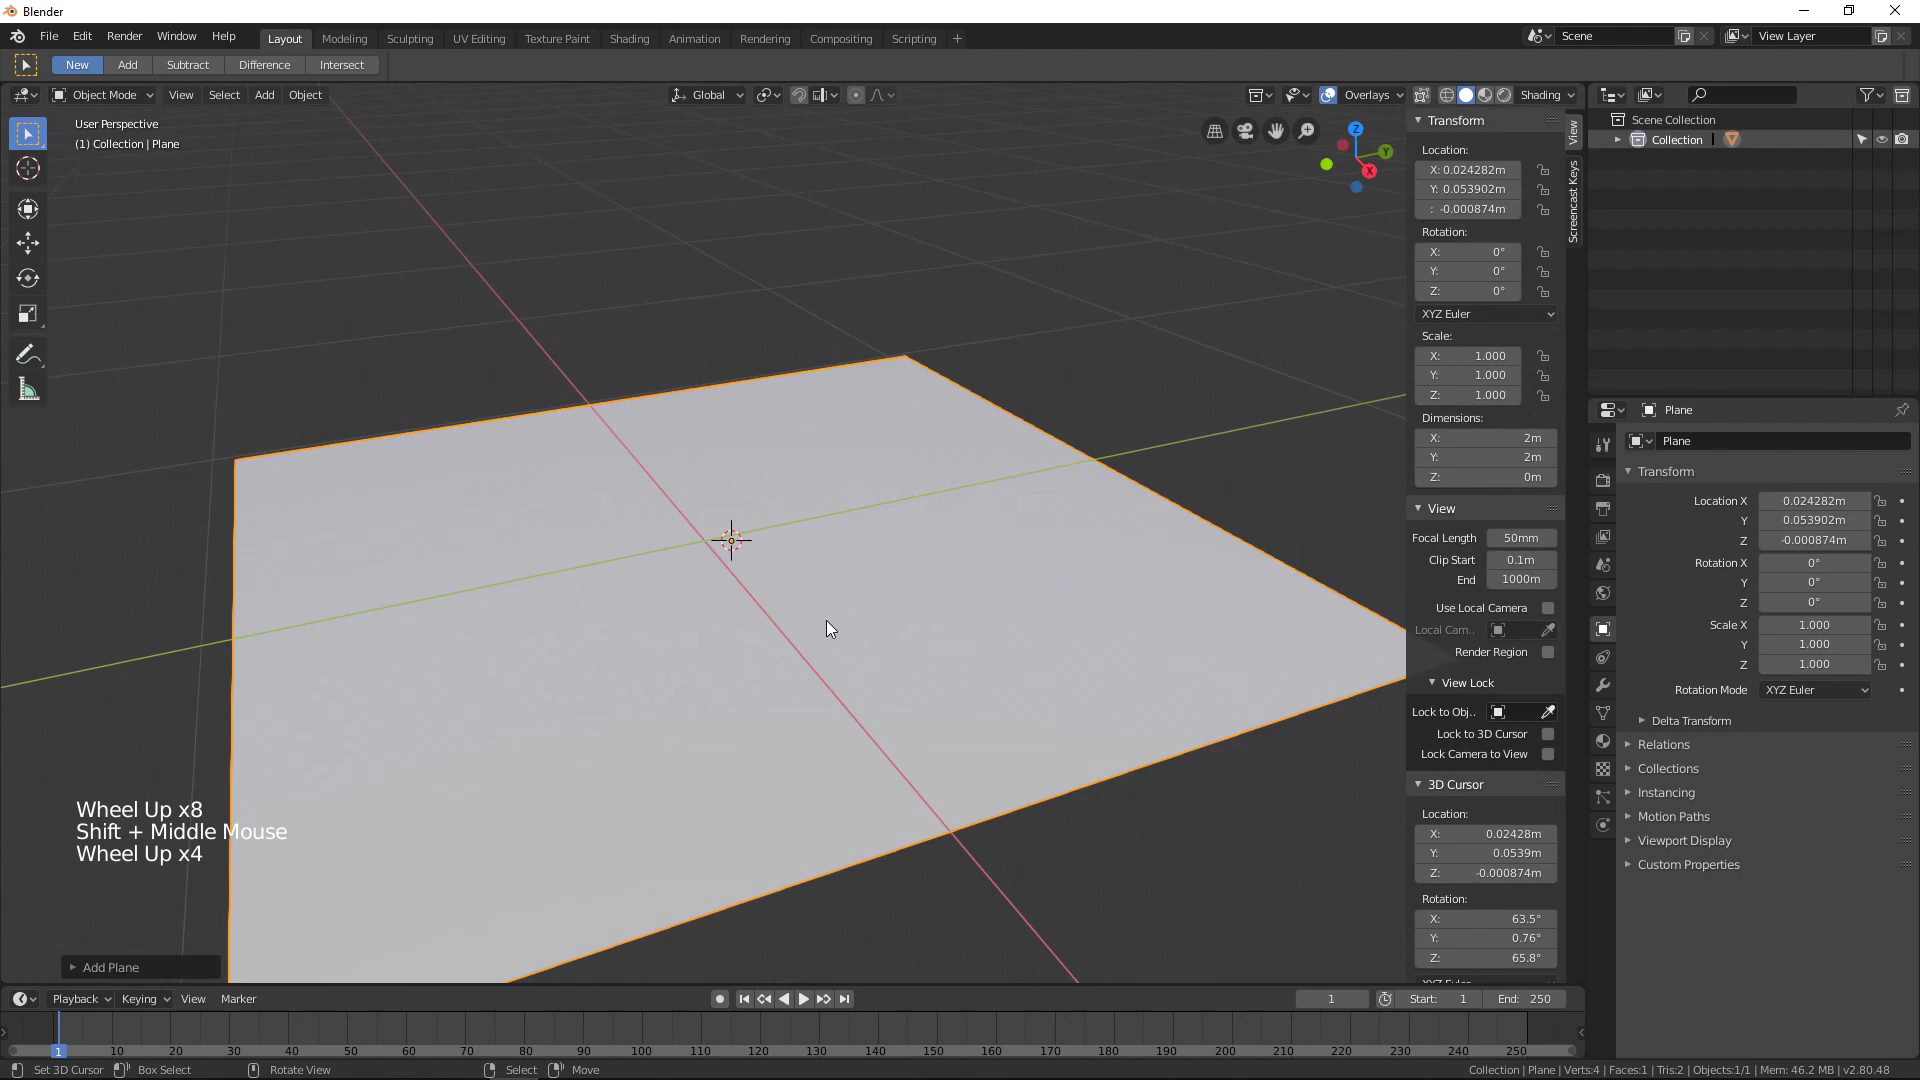 Blender
File Edit Render Window Help
Layout Modeling Sculpting UV Editing Texture Paint Shading Animation Rendering Compositing Scripting +
Scene
View Layer
New Add Subtract Difference Intersect
Object Mode View Select Add Object
Global
Overlays
Shading
User Perspective
(1) Collection | Plane
Z
Y
X
Transform
Location:
X: 0.024282m
Y: 0.053902m
: -0.000874m
Rotation:
X: 0°
Y: 0°
Z: 0°
XYZ Euler
Scale:
X: 1.000
Y: 1.000
Z: 1.000
Dimensions:
X: 2m
Y: 2m
Z: 0m
View
Focal Length 50mm
Clip Start 0.1m
End 1000m
Use Local Camera
Local Cam..
Render Region
View Lock
Lock to Obj..
Lock to 3D Cursor
Lock Camera to View
3D Cursor
Location:
X: 0.02428m
Y: 0.0539m
Z: -0.000874m
Rotation:
X: 63.5°
Y: 0.76°
Z: 65.8°
XYZ Euler
View
Screencast Keys
Scene Collection
Collection
Plane
Plane
Transform
Location X 0.024282m
Y 0.053902m
Z -0.000874m
Rotation X 0°
Y 0°
Z 0°
Scale X 1.000
Y 1.000
Z 1.000
Rotation Mode XYZ Euler
Delta Transform
Relations
Collections
Instancing
Motion Paths
Viewport Display
Custom Properties
Wheel Up x8
Shift + Middle Mouse
Wheel Up x4
Add Plane
Playback Keying View Marker
1
Start: 1 End: 250
1 10 20 30 40 50 60 70 80 90 100 110 120 130 140 150 160 170 180 190 200 210 220 230 240 250
Set 3D Cursor Box Select Rotate View Select Move
Collection | Plane | Verts:4 | Faces:1 | Tris:2 | Objects:1/1 | Mem: 46.2 MB | v2.80.48